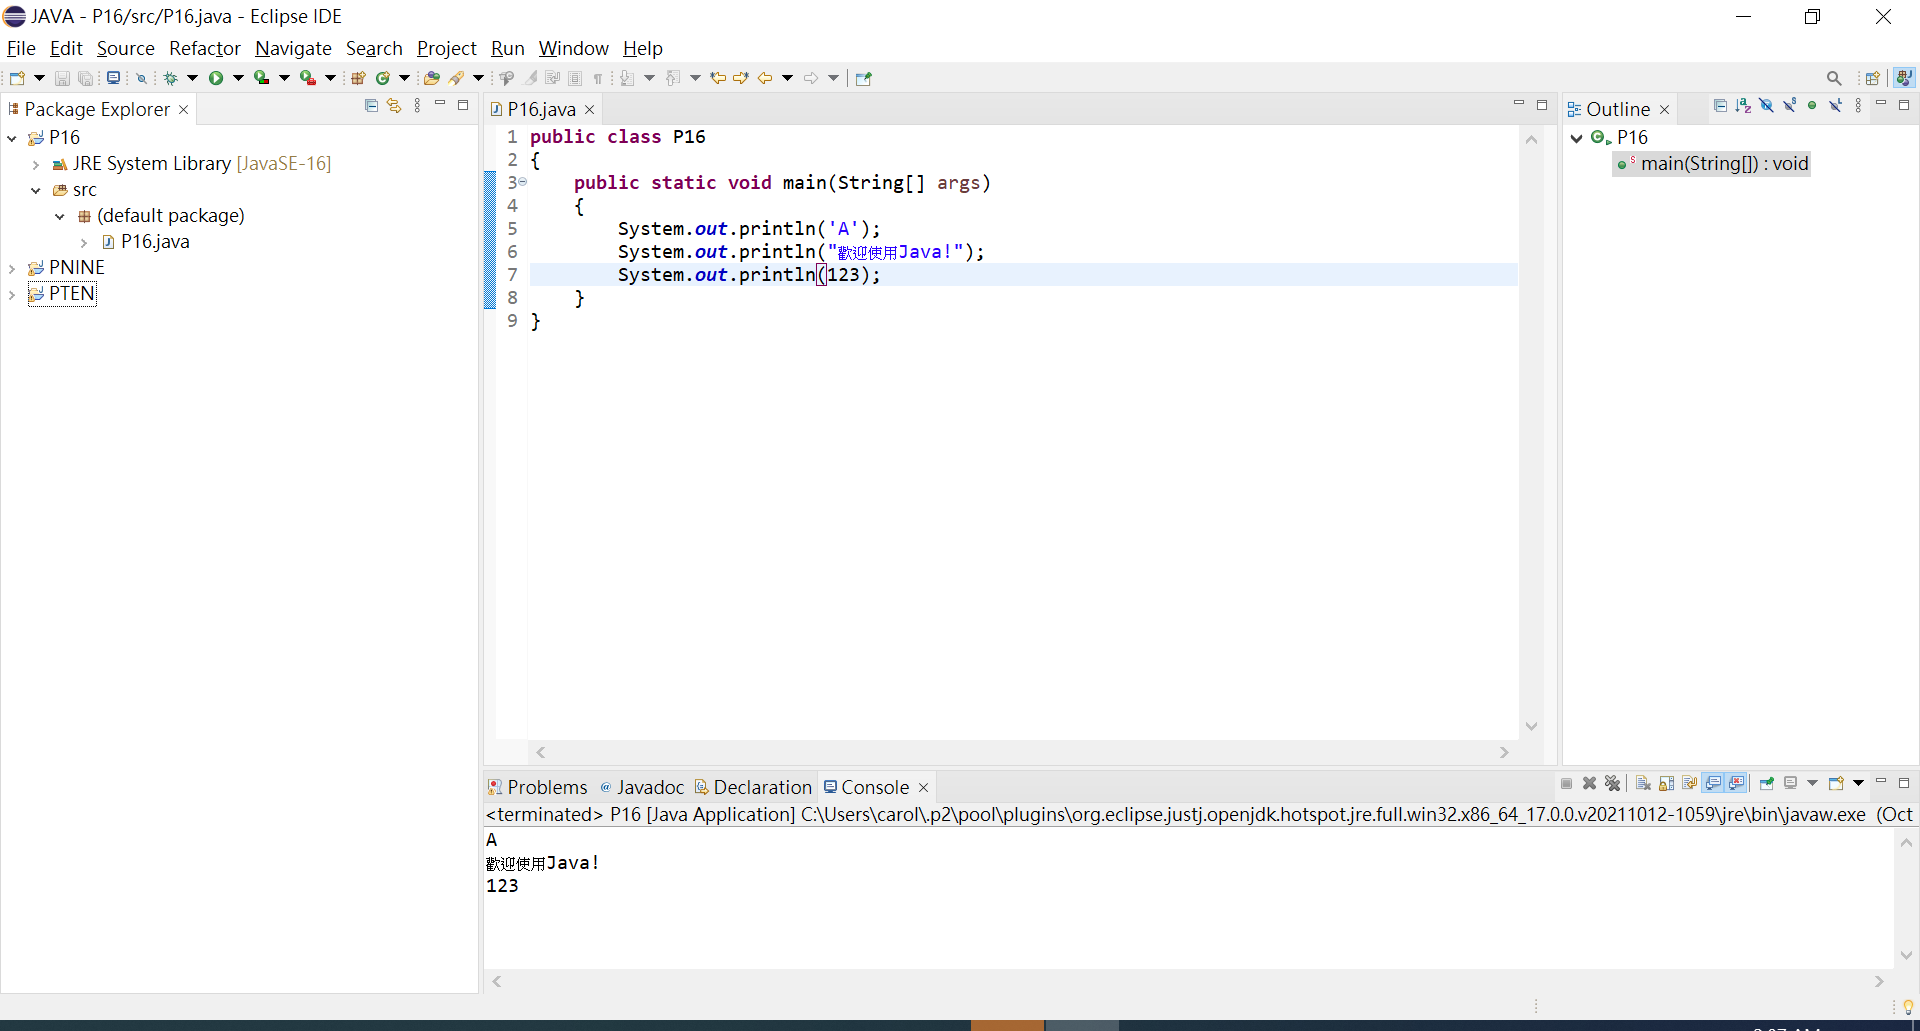 JAVA - P16/src/P16.java - Eclipse IDE
File Edit Source Refactor Navigate Search Project Run Window Help
Package Explorer
P16
JRE System Library [JavaSE-16]
src
(default package)
P16.java
PNINE
PTEN
P16.java
1 public class P16
2 {
3 public static void main(String[] args)
4 {
5 System.out.println('A');
6 System.out.println("歡迎使用Java!");
7 System.out.println(123);
8 }
9 }
Outline
P16
main(String[]) : void
Problems @ Javadoc Declaration Console
<terminated> P16 [Java Application] C:\Users\carol\.p2\pool\plugins\org.eclipse.justj.openjdk.hotspot.jre.full.win32.x86_64_17.0.0.v20211012-1059\jre\bin\javaw.exe (Oct
A
歡迎使用Java!
123